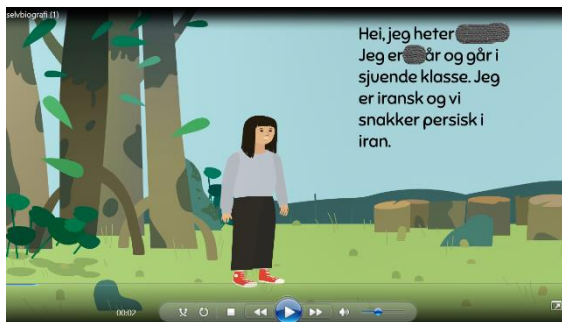 selvbiografi (1)
Hei, jeg heter
Jeg er år og går i
sjuende klasse. Jeg
er iransk og vi
snakker persisk i
iran.
00:02